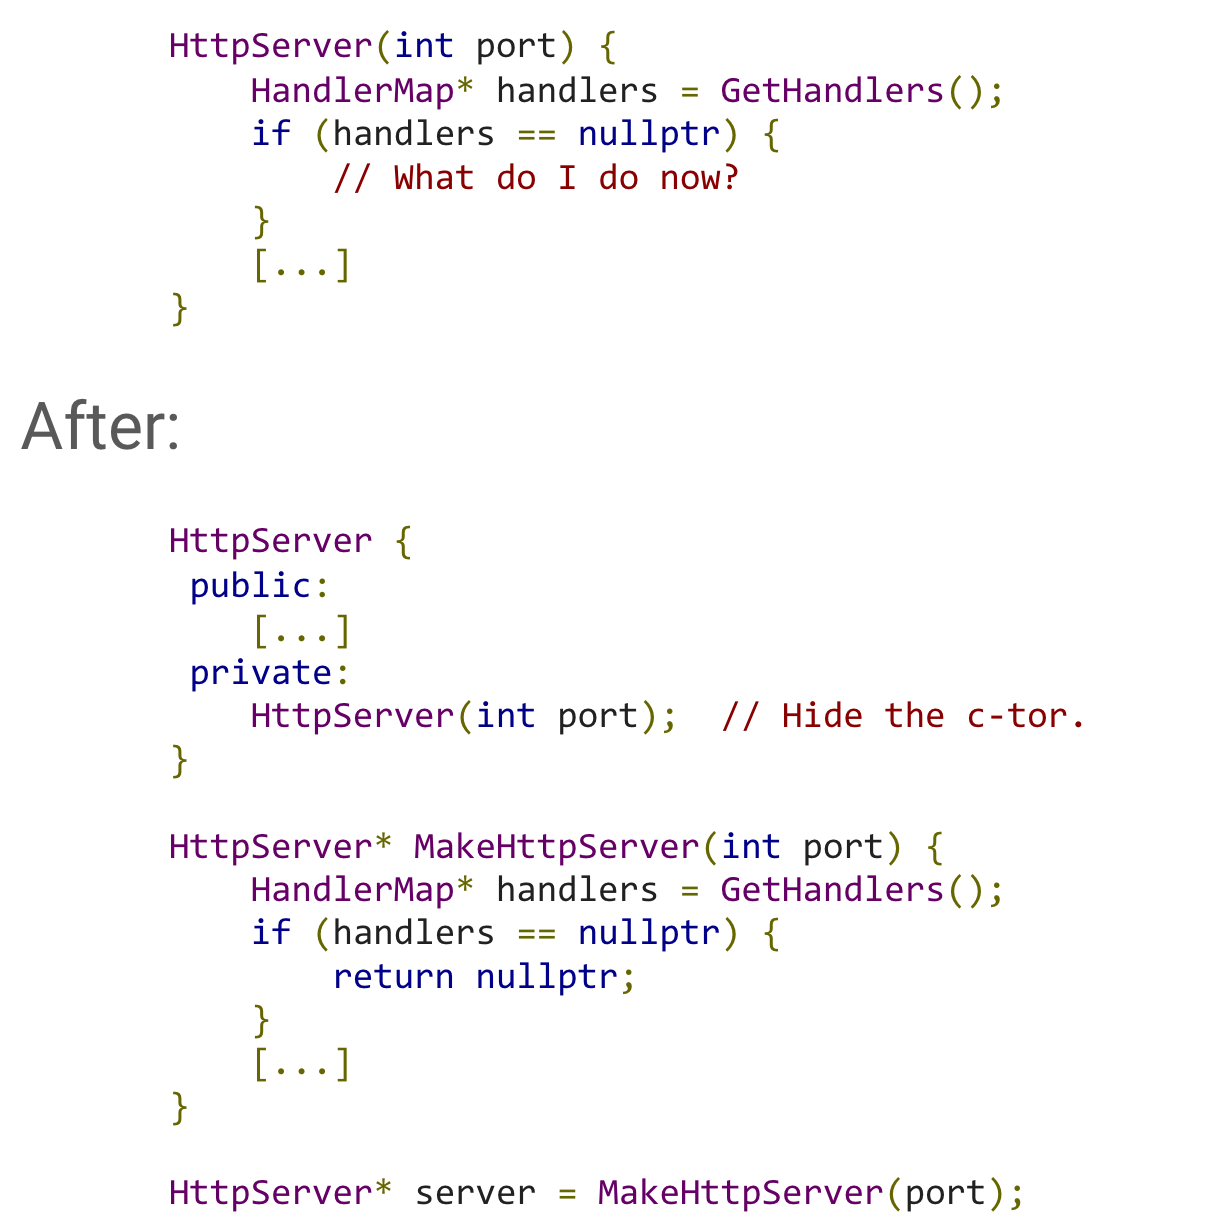 HttpServer(int port) {
    HandlerMap* handlers = GetHandlers();
    if (handlers == nullptr) {
        // What do I do now?
    }
    [...]
}
After:
HttpServer {
 public:
    [...]
 private:
    HttpServer(int port);  // Hide the c-tor.
}
HttpServer* MakeHttpServer(int port) {
    HandlerMap* handlers = GetHandlers();
    if (handlers == nullptr) {
        return nullptr;
    }
    [...]
}
HttpServer* server = MakeHttpServer(port);